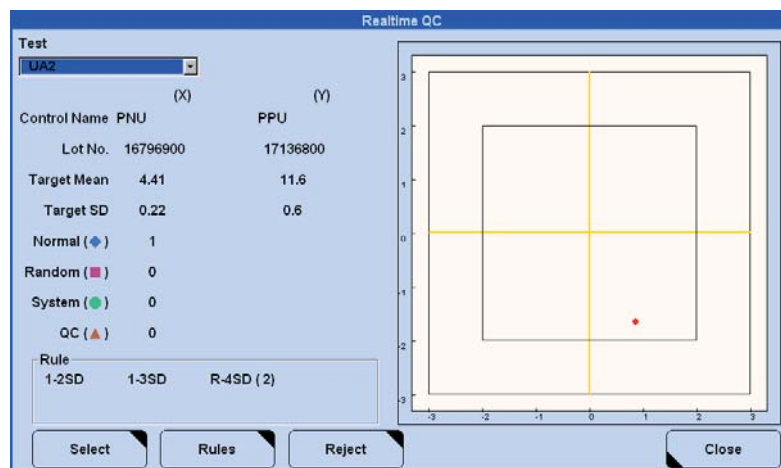 Realtime QC
Test
UA2
(X) (Y)
Control Name PNU PPU
Lot No. 16796900 17136800
Target Mean 4.41 11.6
Target SD 0.22 0.6
Normal (◆) 1
Random (■) 0
System (●) 0
QC (▲) 0
Rule
1-2SD 1-3SD R-4SD ( 2 )
Select Rules Reject Close
3
2
1
0
-1
-2
-3
-3 -2 -1 0 1 2 3